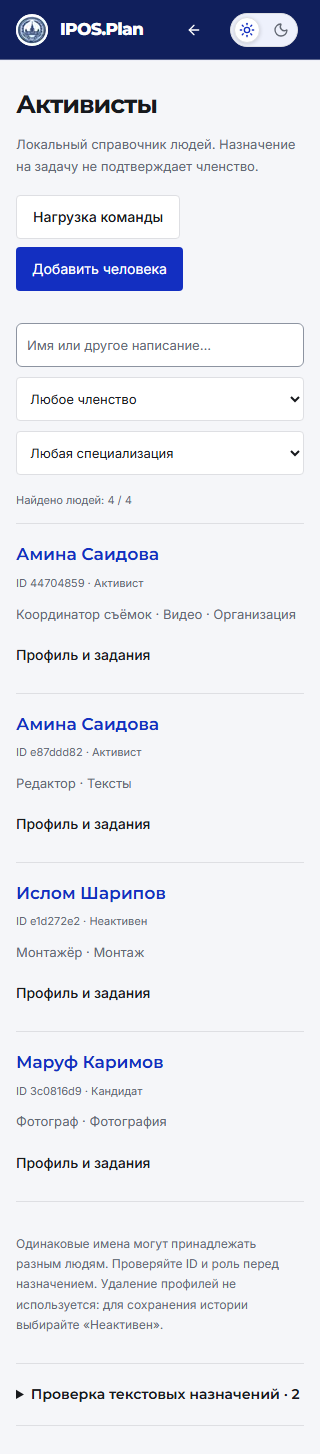 IPOS.Plan
Активисты
Локальный справочник людей. Назначение
на задачу не подтверждает членство.
Нагрузка команды
Добавить человека
Имя или другое написание...
Любое членство
Любая специализация
Найдено людей: 4 / 4
Амина Саидова
ID 44704859 · Активист
Координатор съёмок · Видео · Организация
Профиль и задания
Амина Саидова
ID e87ddd82 · Активист
Редактор · Тексты
Профиль и задания
Ислом Шарипов
ID e1d272e2 · Неактивен
Монтажёр · Монтаж
Профиль и задания
Маруф Каримов
ID 3c0816d9 · Кандидат
Фотограф · Фотография
Профиль и задания
Одинаковые имена могут принадлежать
разным людям. Проверяйте ID и роль перед
назначением. Удаление профилей не
используется: для сохранения истории
выбирайте «Неактивен».
Проверка текстовых назначений · 2